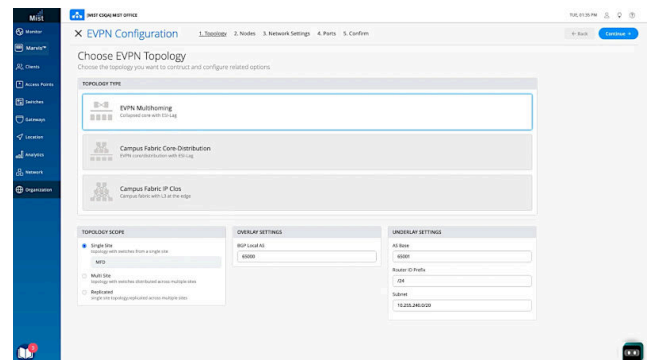 Mist
[MIST CSQA] MIST OFFICE
TUE, 01:35 PM
Monitor
Marvis™
Clients
Access Points
Switches
Gateways
Location
Analytics
Network
Organization
EVPN Configuration
1. Topology 2. Nodes 3. Network Settings 4. Ports 5. Confirm
Back
Continue
Choose EVPN Topology
Choose the topology you want to construct and configure related options
TOPOLOGY TYPE
EVPN Multihoming
Collapsed core with ESI-Lag
Campus Fabric Core-Distribution
EVPN core/distribution with ESI-Lag
Campus Fabric IP Clos
Campus fabric with L3 at the edge
TOPOLOGY SCOPE
Single Site
topology with switches from a single site
MFD
Multi Site
topology with switches distributed across multiple sites
Replicated
single site topology replicated across multiple sites
OVERLAY SETTINGS
BGP Local AS
65000
UNDERLAY SETTINGS
AS Base
65001
Router ID Prefix
/24
Subnet
10.255.240.0/20